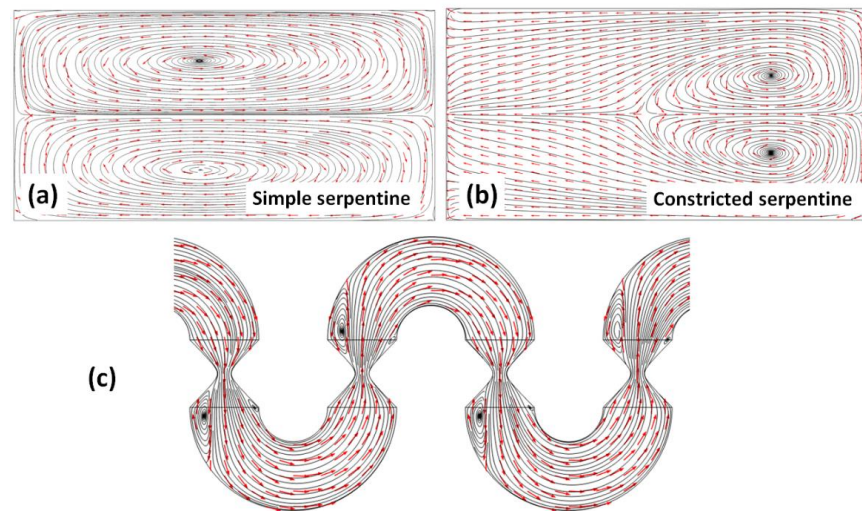 (a)
Simple serpentine
(b)
Constricted serpentine
(c)